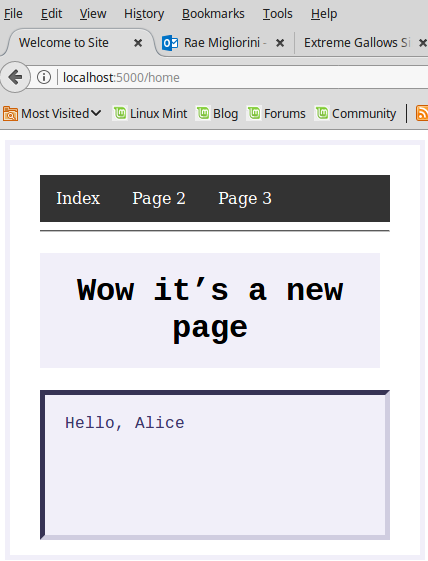 File Edit View History Bookmarks Tools Help
Welcome to Site Rae Migliorini - Extreme Gallows Si
localhost:5000/home
Most Visited Linux Mint Blog Forums Community
Index Page 2 Page 3
Wow it’s a new
page
Hello, Alice